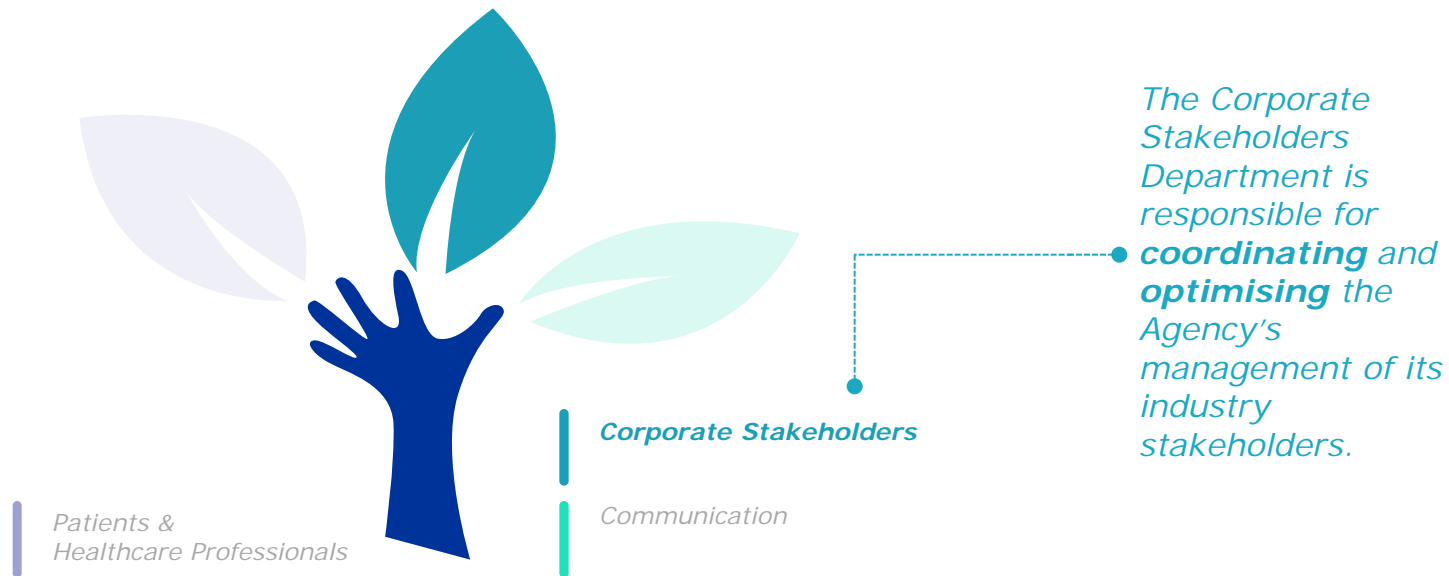 The Corporate
Stakeholders
Department is
responsible for
coordinating and
optimising the
Agency’s
management of its
industry
stakeholders.
Corporate Stakeholders
Communication
Patients &
Healthcare Professionals